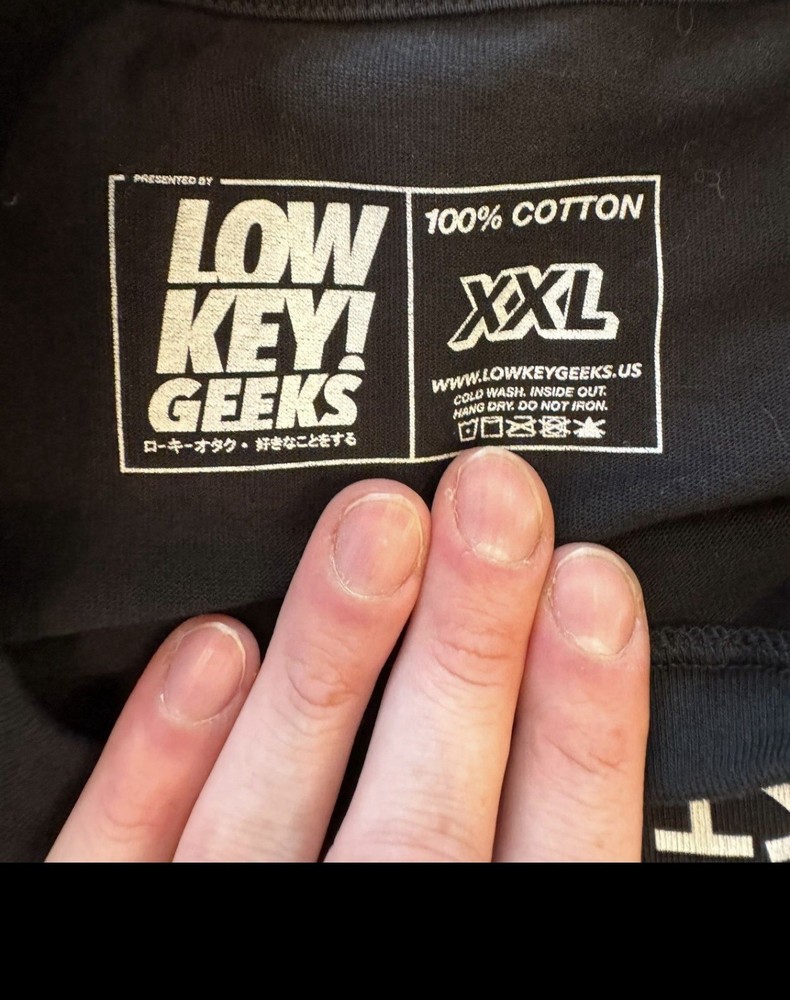 PRESENTED BY
LOW
KEY!
GEEKS
ローキーオタク・好きなことをする
100% COTTON
XXL
WWW.LOWKEYGEEKS.US
COLD WASH. INSIDE OUT.
HANG DRY. DO NOT IRON.